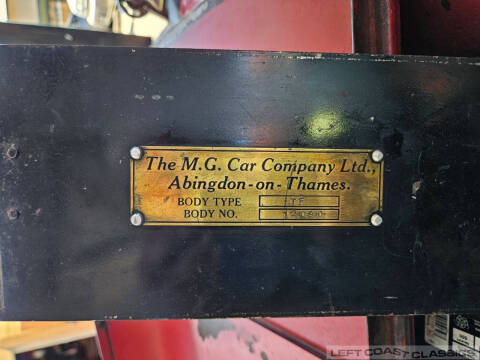 The M.G. Car Company Ltd.,
Abingdon-on-Thames.
BODY TYPE TF
BODY NO.
LEFT COAST CLASSICS